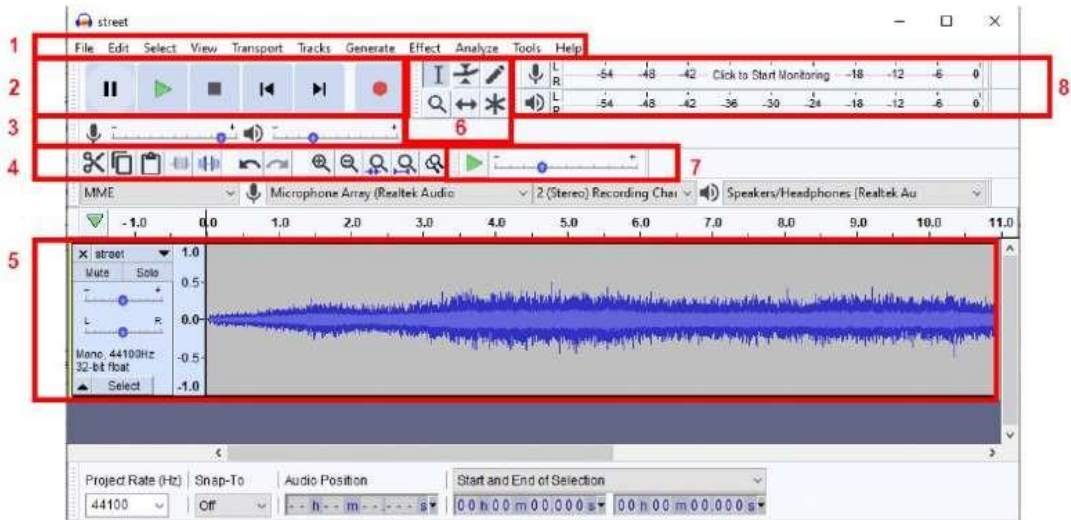 street
1 File Edit Select View Transport Tracks Generate Effect Analyze Tools Help
2
L R -54 -48 -42 Click to Start Monitoring -18 -12 -6 0
L R -54 -48 -42 -36 -30 -24 -18 -12 -6 0
8
3 - + - +
6
4 - +
7
MME Microphone Array (Realtek Audio 2 (Stereo) Recording Chai Speakers/Headphones (Realtek Au
-1.0 0.0 1.0 2.0 3.0 4.0 5.0 6.0 7.0 8.0 9.0 10.0 11.0
5
X street 1.0
Mute Solo
0.5
- +
L R 0.0
Mono, 44100Hz
32-bit float -0.5
Select -1.0
Project Rate (Hz) Snap-To Audio Position Start and End of Selection
44100 Off - - h - - m - - . - - - s 00 h 00 m 00.000 s 00 h 00 m 00.000 s